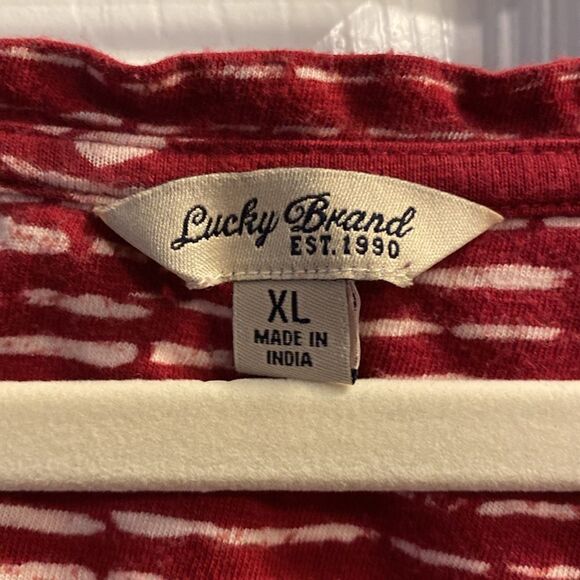 Lucky Brand
EST. 1990
XL
MADE IN
INDIA